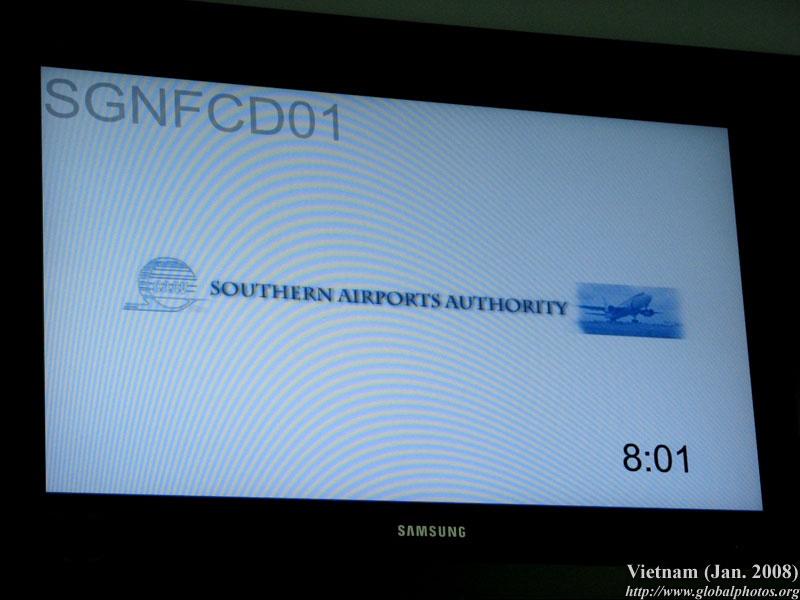 SGNFCD01
SOUTHERN AIRPORTS AUTHORITY
8:01
SAMSUNG
Vietnam (Jan. 2008)
http://www.globalphotos.org